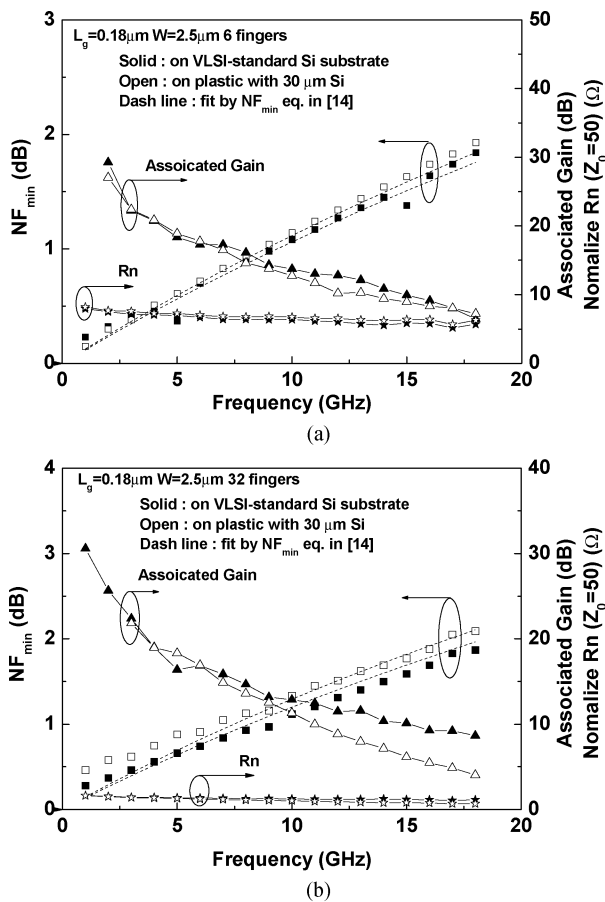 L_g=0.18μm W=2.5μm 6 fingers
Solid : on VLSI-standard Si substrate
Open : on plastic with 30 μm Si
Dash line : fit by NF_min eq. in [14]
Assoicated Gain
Rn
NF_min (dB)
Associated Gain (dB)
Nomalize Rn (Z_0=50) (Ω)
3
2
1
0
50
40
30
20
10
0
0
5
10
15
20
Frequency (GHz)
(a)
L_g=0.18μm W=2.5μm 32 fingers
Solid : on VLSI-standard Si substrate
Open : on plastic with 30 μm Si
Dash line : fit by NF_min eq. in [14]
Assoicated Gain
Rn
NF_min (dB)
Associated Gain (dB)
Nomalize Rn (Z_0=50) (Ω)
4
3
2
1
0
40
30
20
10
0
0
5
10
15
20
Frequency (GHz)
(b)